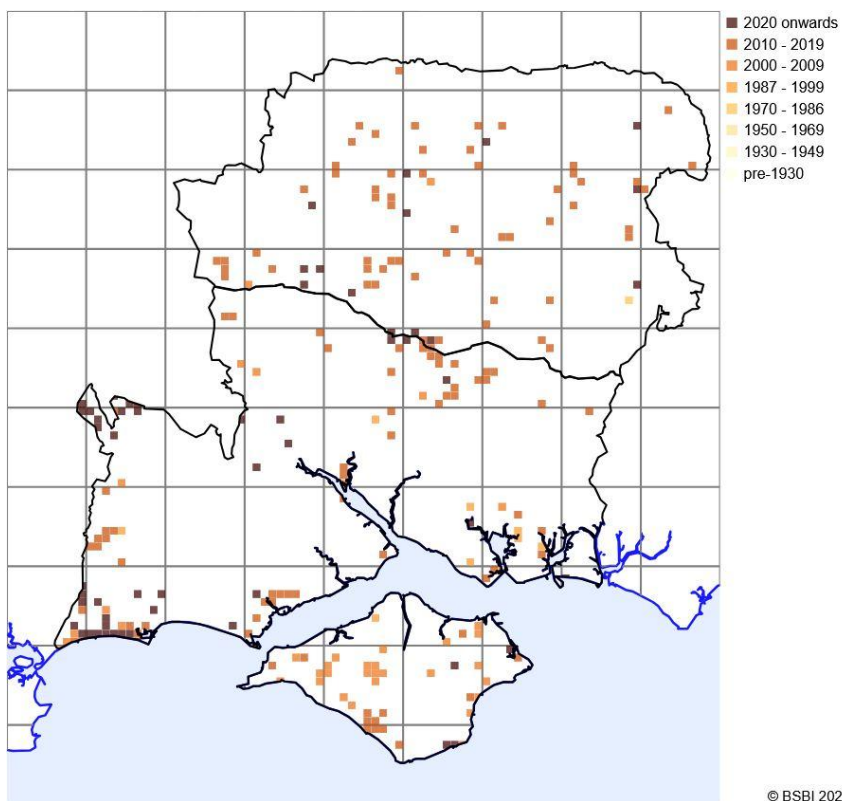 2020 onwards
2010 - 2019
2000 - 2009
1987 - 1999
1970 - 1986
1950 - 1969
1930 - 1949
pre-1930
© BSBI 202